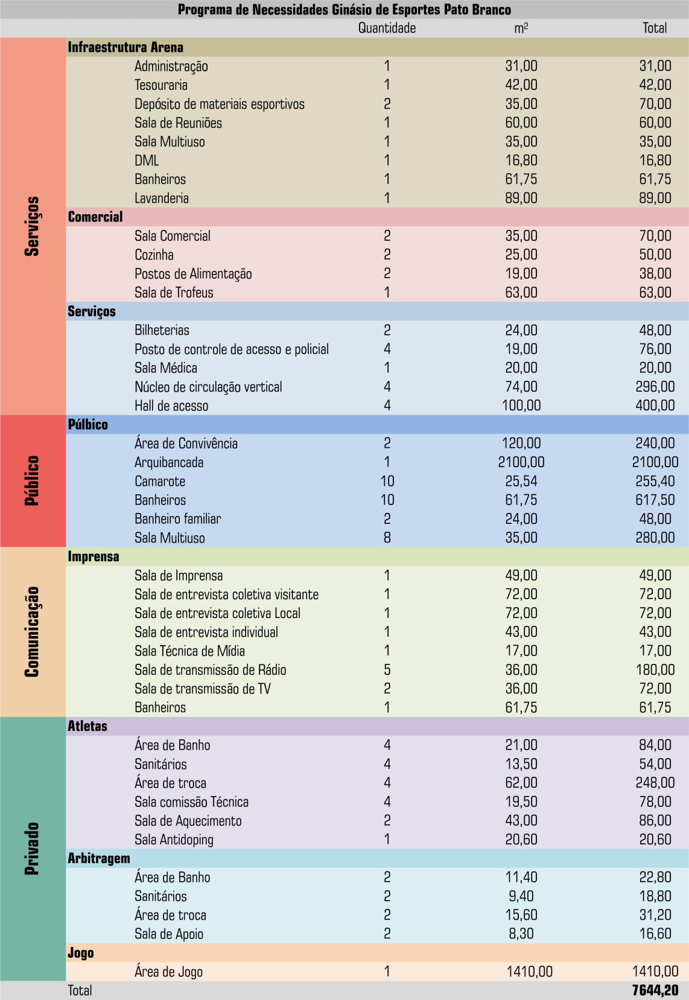 Programa de Necessidades Ginásio de Esportes Pato Branco
Quantidade m² Total
Serviços
Infraestrutura Arena
Administração 1 31,00 31,00
Tesouraria 1 42,00 42,00
Depósito de materiais esportivos 2 35,00 70,00
Sala de Reuniões 1 60,00 60,00
Sala Multiuso 1 35,00 35,00
DML 1 16,80 16,80
Banheiros 1 61,75 61,75
Lavanderia 1 89,00 89,00
Comercial
Sala Comercial 2 35,00 70,00
Cozinha 2 25,00 50,00
Postos de Alimentação 2 19,00 38,00
Sala de Trofeus 1 63,00 63,00
Serviços
Bilheterias 2 24,00 48,00
Posto de controle de acesso e policial 4 19,00 76,00
Sala Médica 1 20,00 20,00
Núcleo de circulação vertical 4 74,00 296,00
Hall de acesso 4 100,00 400,00
Público
Púlbico
Área de Convivência 2 120,00 240,00
Arquibancada 1 2100,00 2100,00
Camarote 10 25,54 255,40
Banheiros 10 61,75 617,50
Banheiro familiar 2 24,00 48,00
Sala Multiuso 8 35,00 280,00
Comunicação
Imprensa
Sala de Imprensa 1 49,00 49,00
Sala de entrevista coletiva visitante 1 72,00 72,00
Sala de entrevista coletiva Local 1 72,00 72,00
Sala de entrevista individual 1 43,00 43,00
Sala Técnica de Mídia 1 17,00 17,00
Sala de transmissão de Rádio 5 36,00 180,00
Sala de transmissão de TV 2 36,00 72,00
Banheiros 1 61,75 61,75
Privado
Atletas
Área de Banho 4 21,00 84,00
Sanitários 4 13,50 54,00
Área de troca 4 62,00 248,00
Sala comissão Técnica 4 19,50 78,00
Sala de Aquecimento 2 43,00 86,00
Sala Antidoping 1 20,60 20,60
Arbitragem
Área de Banho 2 11,40 22,80
Sanitários 2 9,40 18,80
Área de troca 2 15,60 31,20
Sala de Apoio 2 8,30 16,60
Jogo
Área de Jogo 1 1410,00 1410,00
Total 7644,20